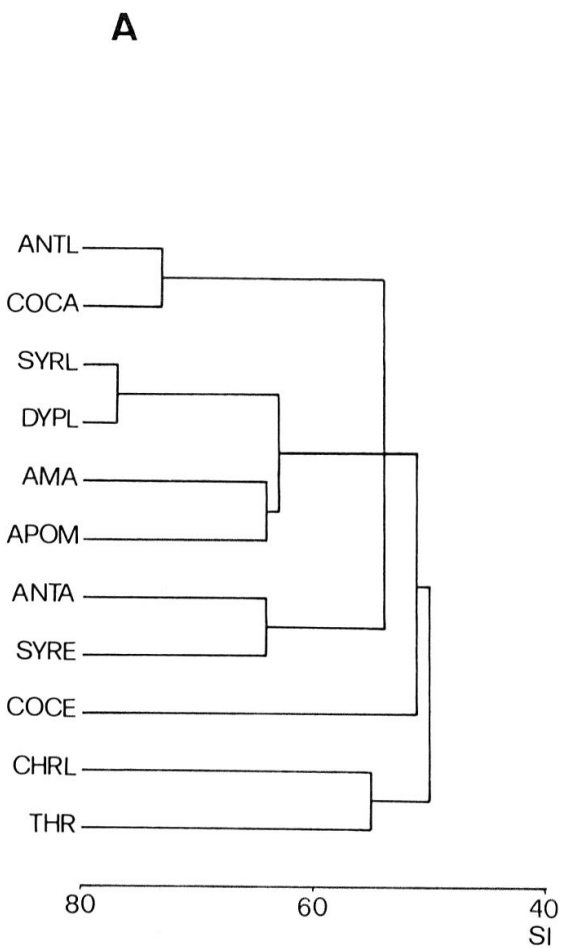 A
ANTL
COCA
SYRL
DYPL
AMA
APOM
ANTA
SYRE
COCE
CHRL
THR
80 60 40
SI